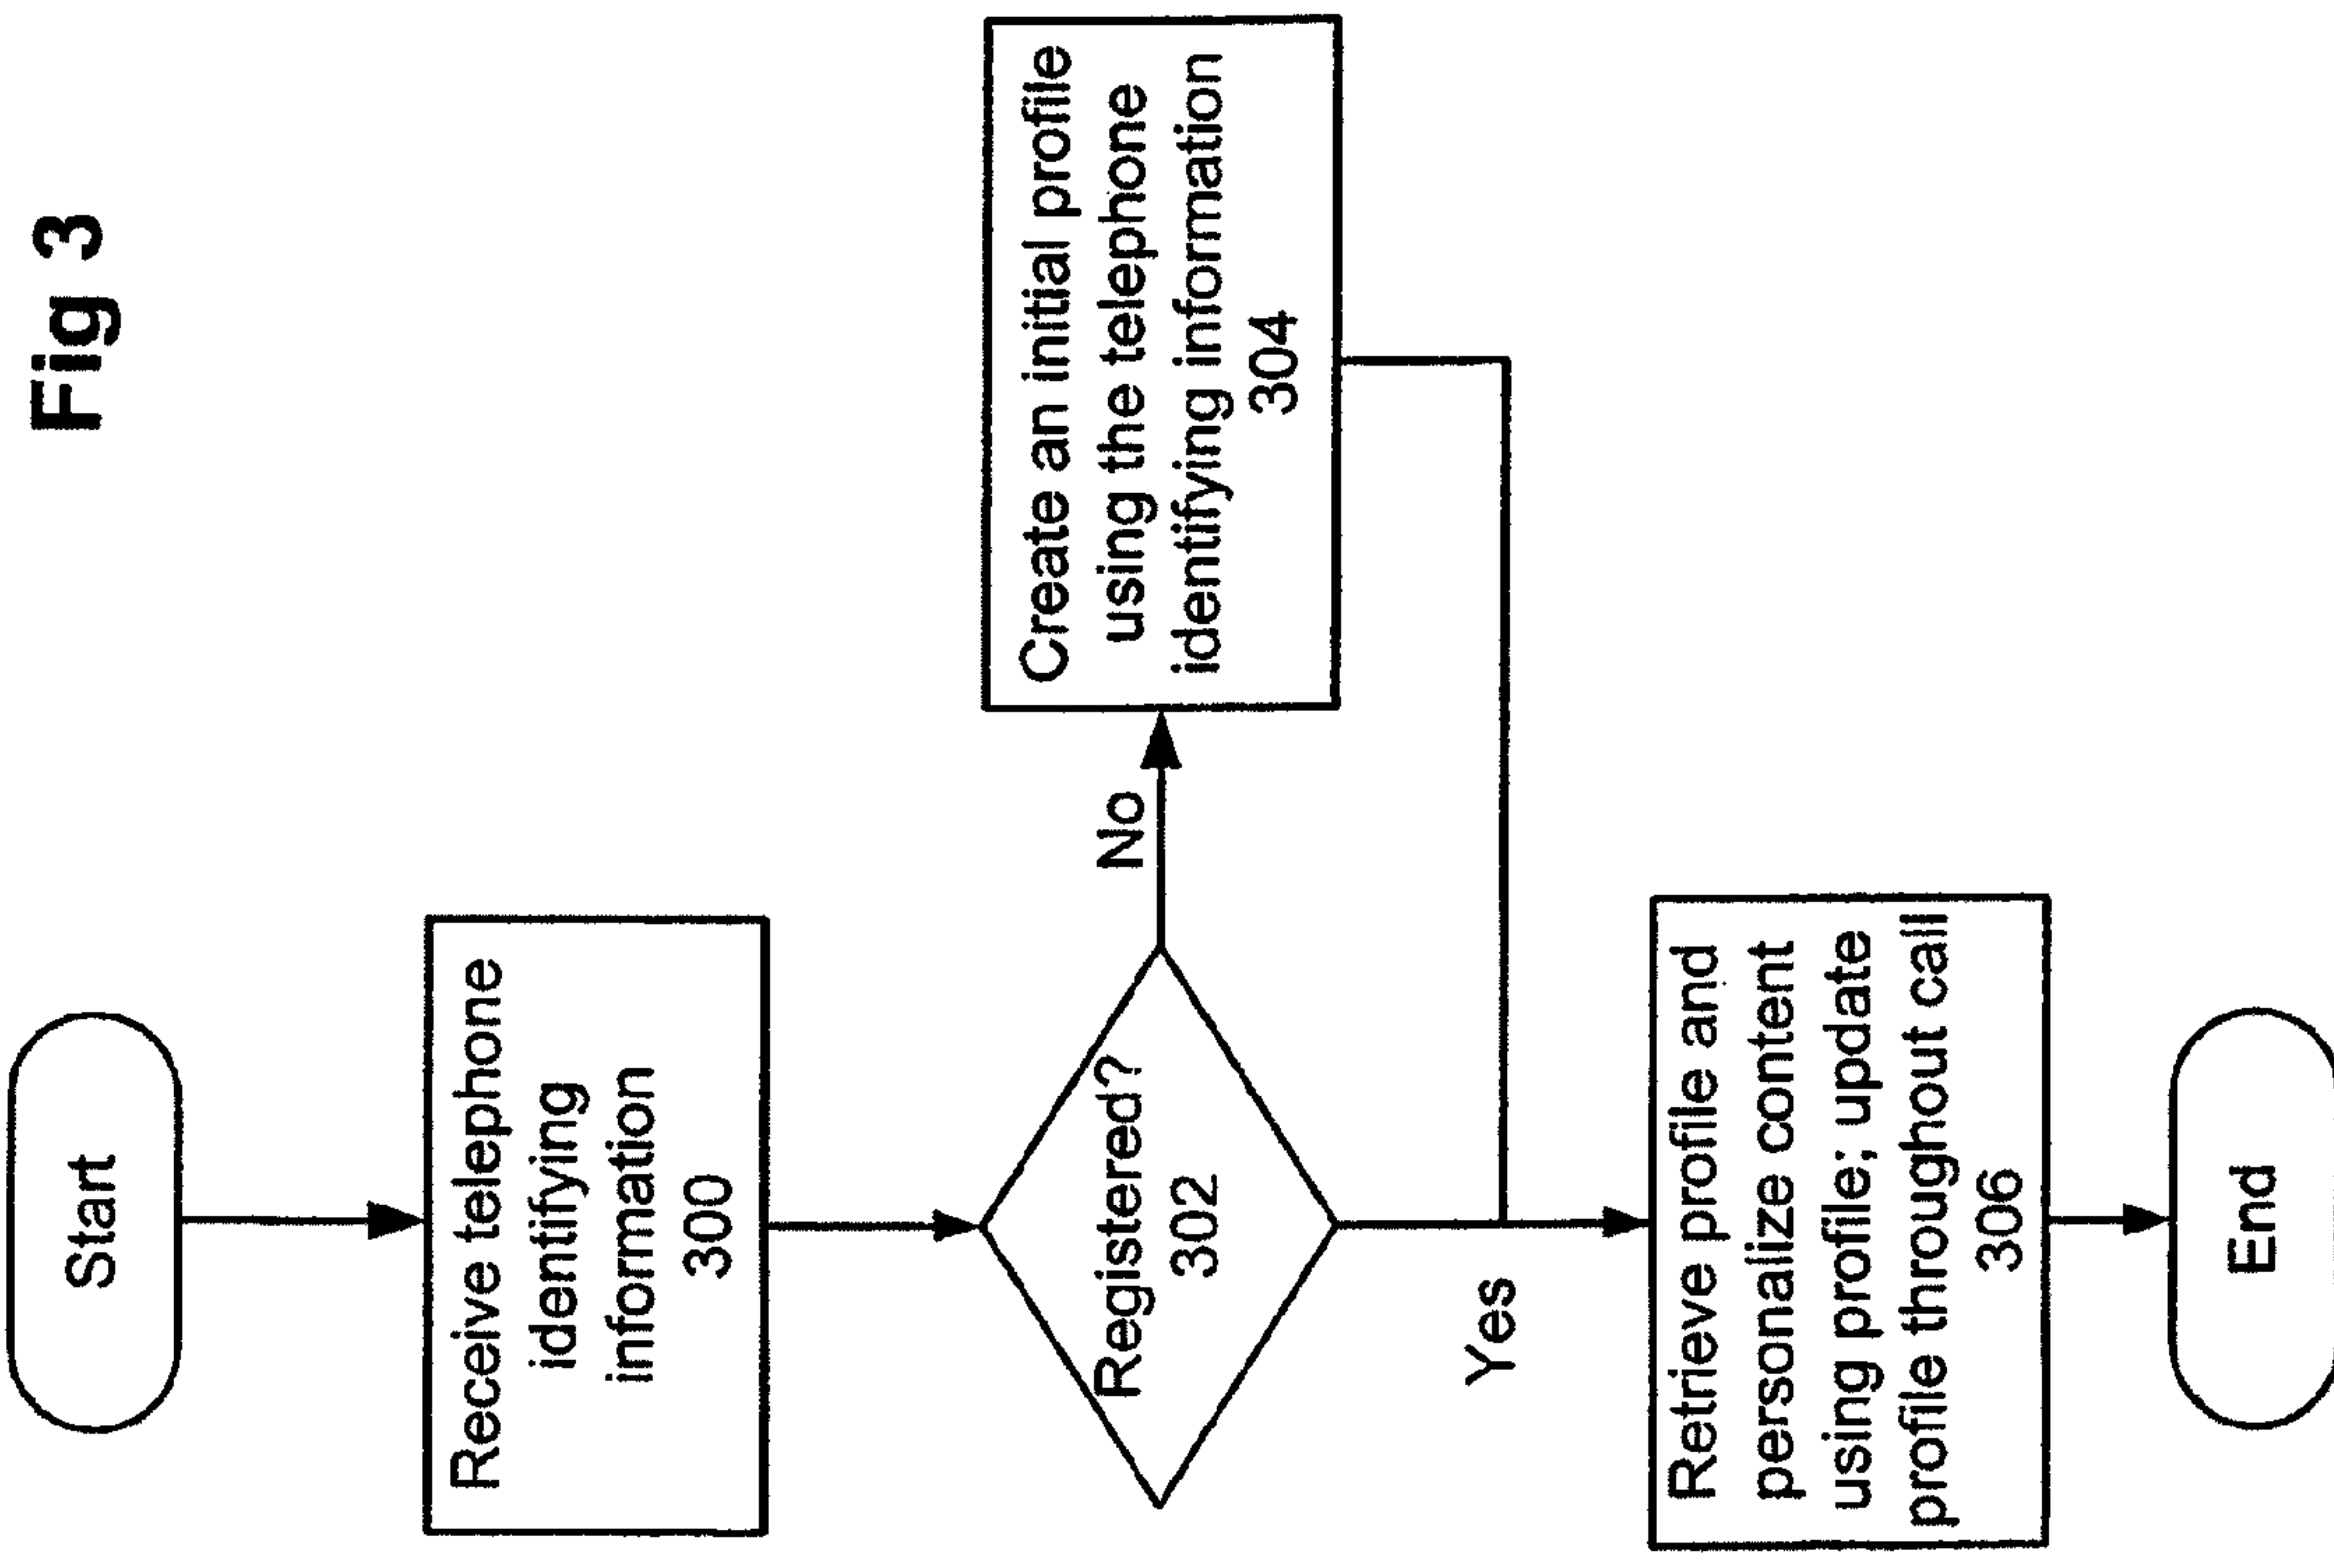 Fig 3
Start
Receive telephone
identifying
information
300
Registered?
302
No
Create an initial profile
using the telephone
identifying information
304
Yes
Retrieve profile and
personalize content
using profile; update
profile throughout call
306
End